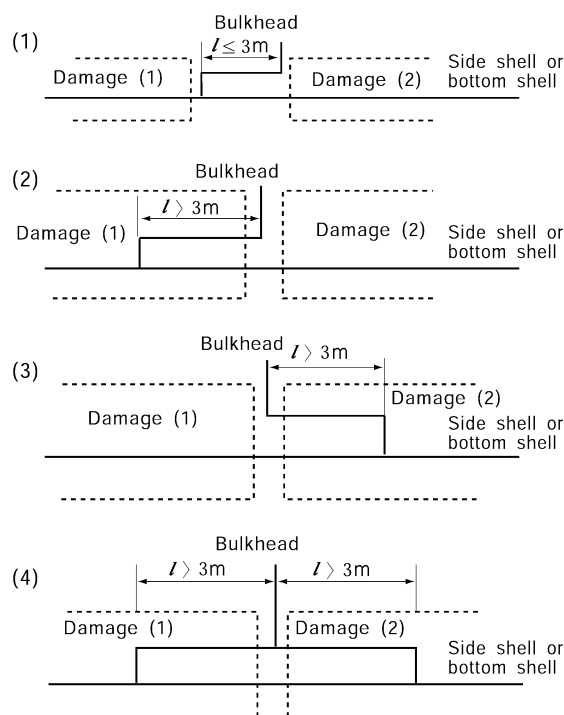 (1)
Bulkhead
l ≤ 3m
Damage (1)
Damage (2)
Side shell or
bottom shell
(2)
Bulkhead
l > 3m
Damage (1)
Damage (2)
Side shell or
bottom shell
(3)
Bulkhead
l > 3m
Damage (1)
Damage (2)
Side shell or
bottom shell
(4)
Bulkhead
l > 3m
l > 3m
Damage (1)
Damage (2)
Side shell or
bottom shell